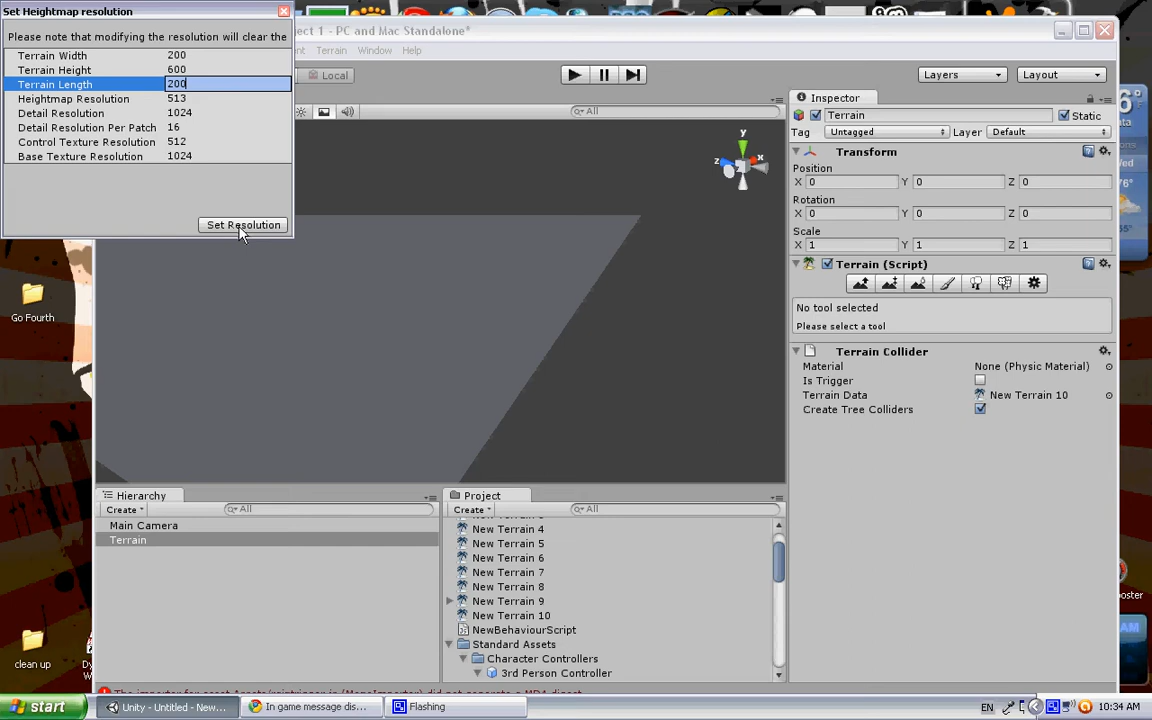 Set Heightmap resolution
Please note that modifying the resolution will clear the
Terrain Width 200
Terrain Height 600
Terrain Length 200
Heightmap Resolution 513
Detail Resolution 1024
Detail Resolution Per Patch 16
Control Texture Resolution 512
Base Texture Resolution 1024
Set Resolution
ect 1 - PC and Mac Standalone*
Terrain Window Help
Local
Layers Layout
All
y
z x
Inspector
Terrain Static
Tag Untagged Layer Default
Transform
Position
X 0 Y 0 Z 0
Rotation
X 0 Y 0 Z 0
Scale
X 1 Y 1 Z 1
Terrain (Script)
No tool selected
Please select a tool
Terrain Collider
Material None (Physic Material)
Is Trigger
Terrain Data New Terrain 10
Create Tree Colliders
Hierarchy
Create All
Main Camera
Terrain
Project
Create All
New Terrain 4
New Terrain 5
New Terrain 6
New Terrain 7
New Terrain 8
New Terrain 9
New Terrain 10
NewBehaviourScript
Standard Assets
Character Controllers
3rd Person Controller
Go Fourth
clean up
Dy
Wed
start
Unity - Untitled - New...
In game message dis...
Flashing
EN
10:34 AM